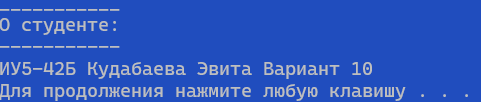 -----------
О студенте:
-----------
ИУ5-42Б Кудабаева Эвита Вариант 10
Для продолжения нажмите любую клавишу . . .